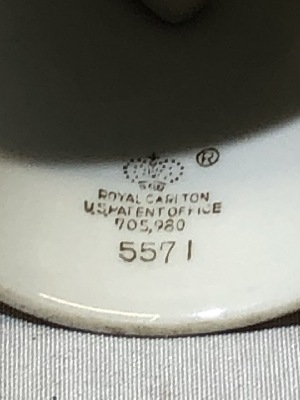 ®
ROYAL CARLTON
U.S. PATENT OFFICE
705,980
5571